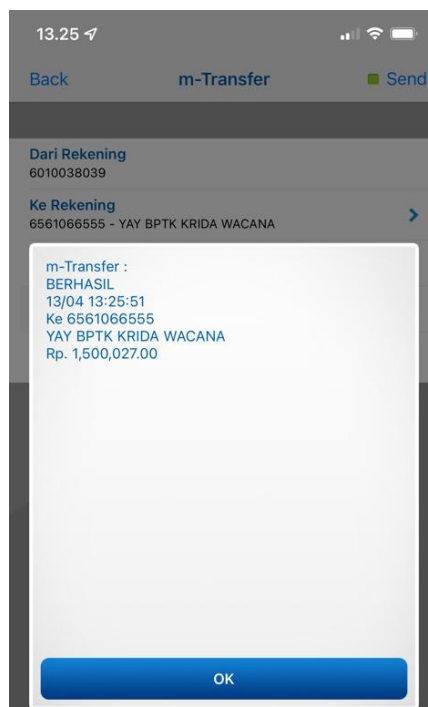 13.25
Back m-Transfer Send
Dari Rekening
6010038039
Ke Rekening
6561066555 - YAY BPTK KRIDA WACANA
m-Transfer :
BERHASIL
13/04 13:25:51
Ke 6561066555
YAY BPTK KRIDA WACANA
Rp. 1,500,027.00
OK